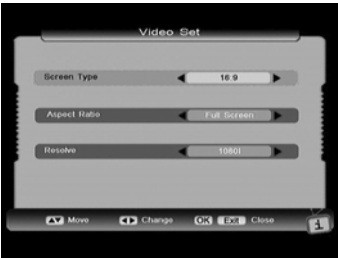 Video Set
Screen Type 16:9
Aspect Ratio Full Screen
Resolve 1080I
Move Change OK Exit Close
i